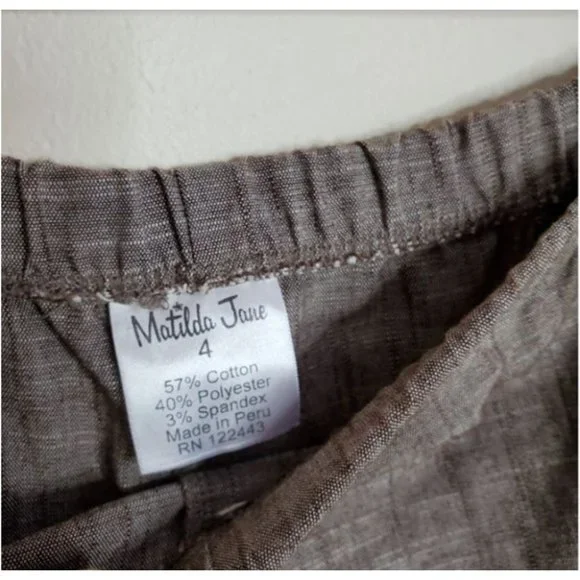 Matilda Jane
4
57% Cotton
40% Polyester
3% Spandex
Made in Peru
RN 122443